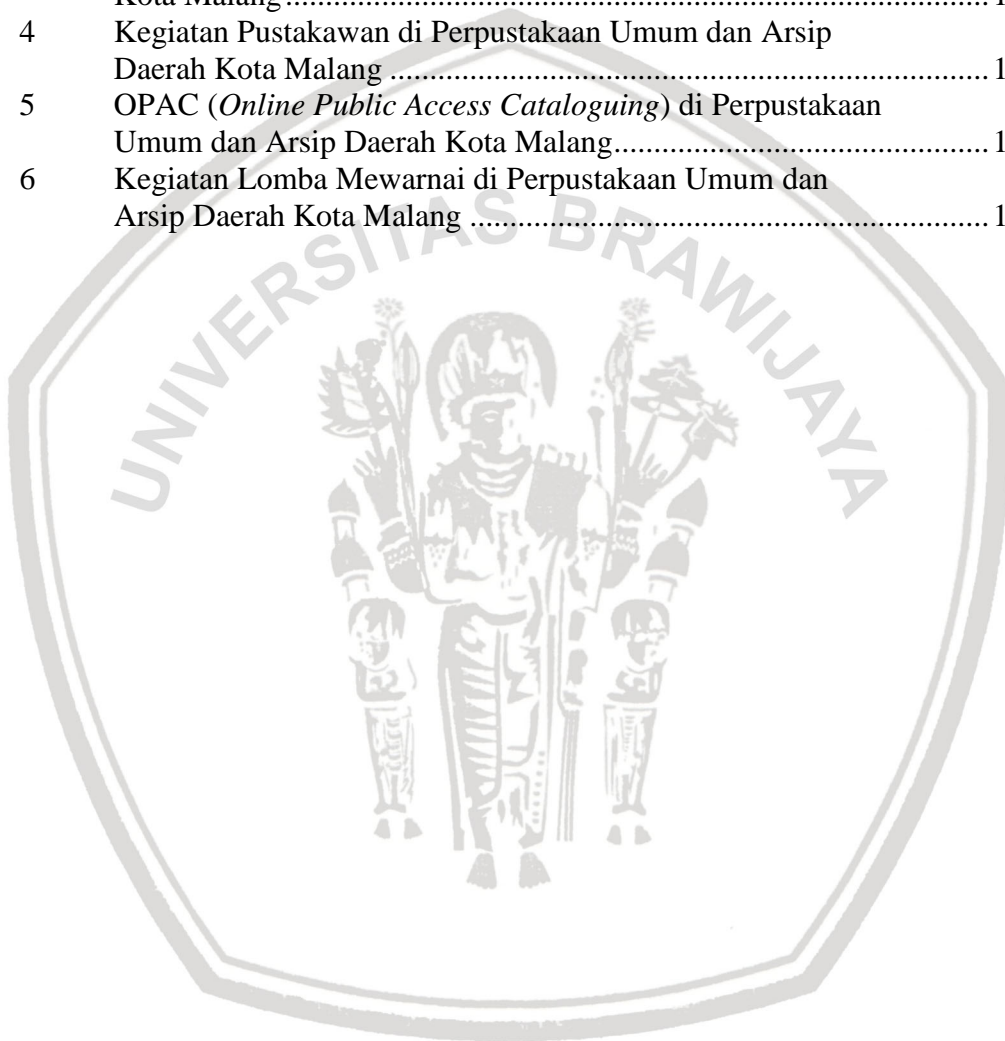 Kota Malang........................................................................................ 1
4 Kegiatan Pustakawan di Perpustakaan Umum dan Arsip
Daerah Kota Malang ........................................................................... 1
5 OPAC (Online Public Access Cataloguing) di Perpustakaan
Umum dan Arsip Daerah Kota Malang............................................... 1
6 Kegiatan Lomba Mewarnai di Perpustakaan Umum dan
Arsip Daerah Kota Malang ................................................................. 1
UNIVERSITAS BRAWIJAYA